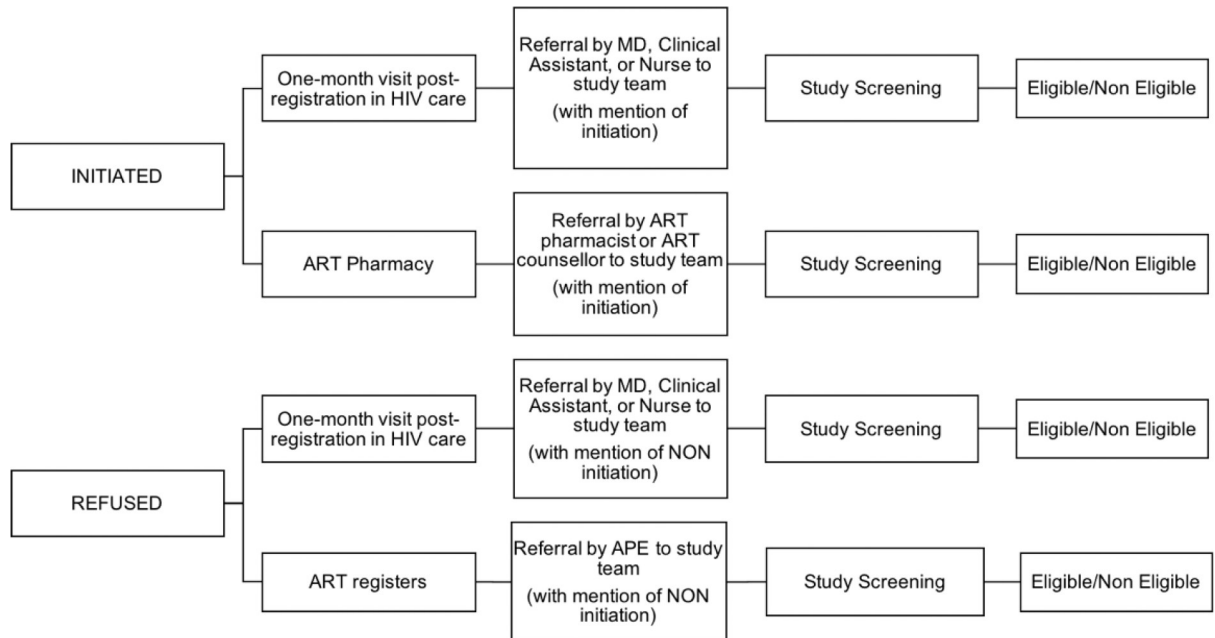 INITIATED
One-month visit post-
registration in HIV care
Referral by MD, Clinical
Assistant, or Nurse to
study team
(with mention of
initiation)
Study Screening
Eligible/Non Eligible
ART Pharmacy
Referral by ART
pharmacist or ART
counsellor to study team
(with mention of
initiation)
Study Screening
Eligible/Non Eligible
REFUSED
One-month visit post-
registration in HIV care
Referral by MD, Clinical
Assistant, or Nurse to
study team
(with mention of NON
initiation)
Study Screening
Eligible/Non Eligible
ART registers
Referral by APE to study
team
(with mention of NON
initiation)
Study Screening
Eligible/Non Eligible